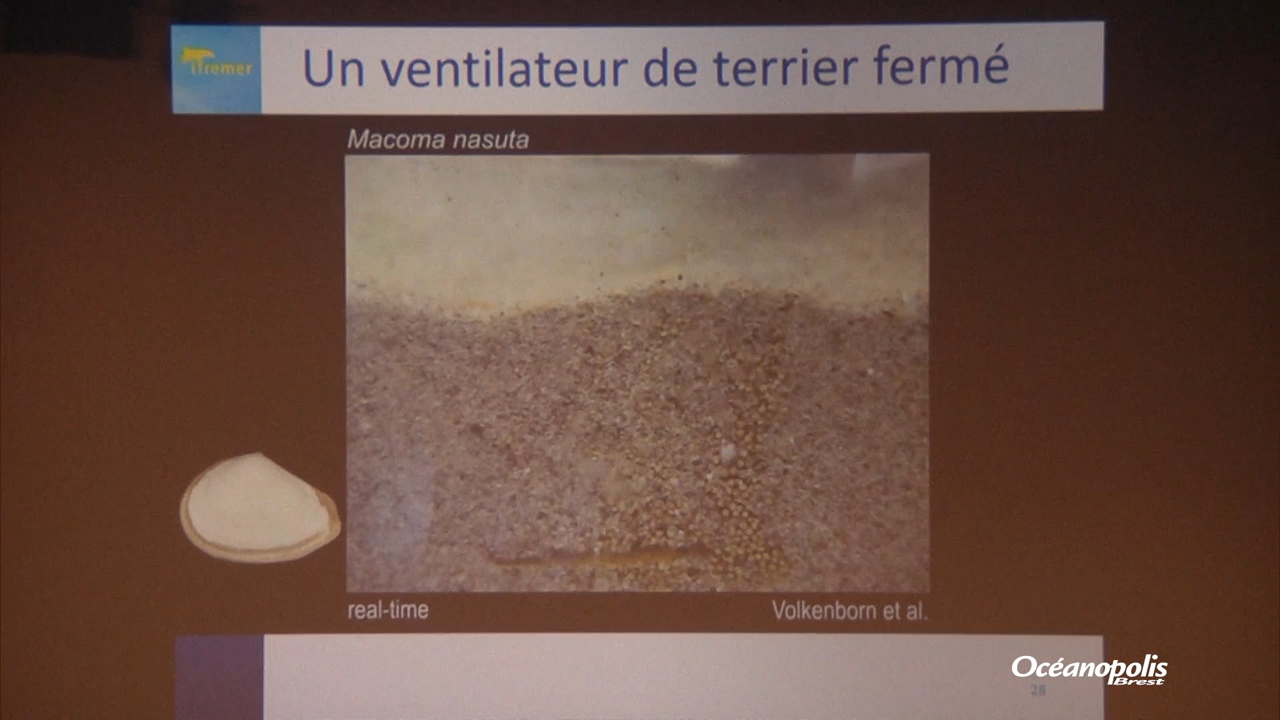 ifremer
Un ventilateur de terrier fermé
Macoma nasuta
real-time
Volkenborn et al.
Océanopolis
Brest
28